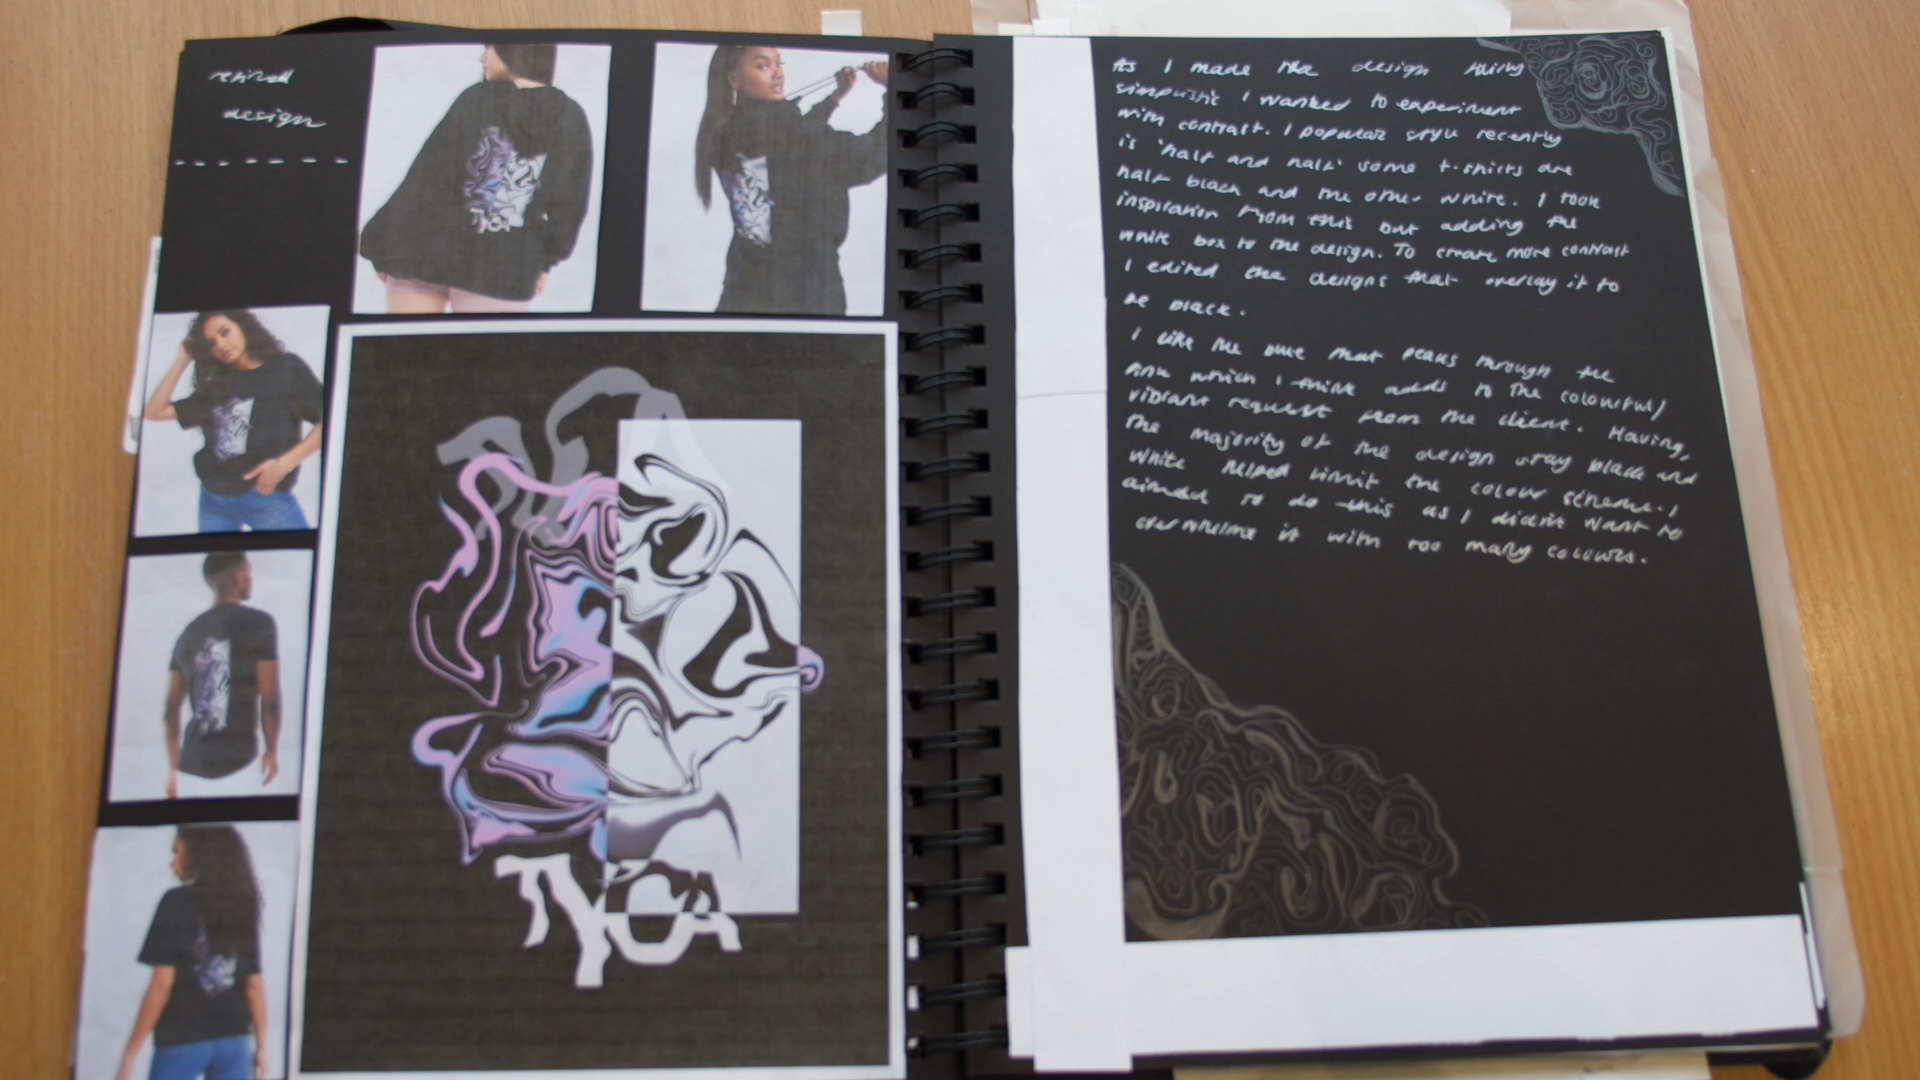 refined
design
As I made the design fairly
simplistic I wanted to experiment
with contrast. I popular style recently
is 'half and half' some t-shirts are
half black and the other white. I took
inspiration from this but adding the
white box to the design. To create more contrast
I edited the designs that overlay it to
be black.
I like the blue that peaks through the
pink which I think adds to the colourful/
vibrant request from the client. Having,
the majority of the design stay black and
white helped limit the colour scheme. I
aimed to do this as I didn't want to
overwhelme it with too many colours.
TYCA